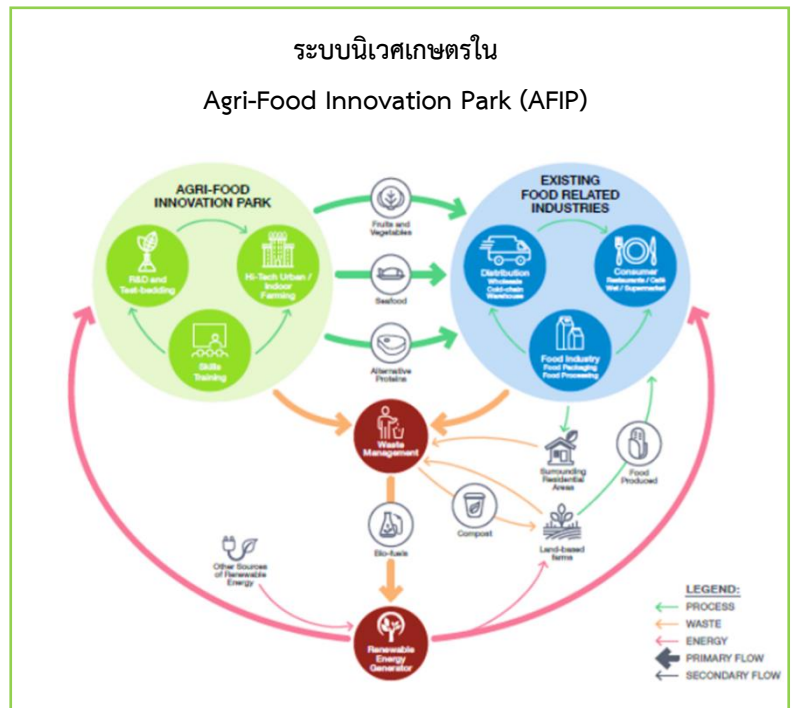 ระบบนิเวศเกษตรใน
Agri-Food Innovation Park (AFIP)
AGRI-FOOD
INNOVATION PARK
R&D and
Test-bedding
Hi-Tech Urban /
Indoor
Farming
Skills
Training
Fruits and
Vegetables
Seafood
Alternative
Proteins
EXISTING
FOOD RELATED
INDUSTRIES
Distribution
Wholesale
Cold-chain
Warehouse
Consumer
Restaurants / Café
Wet / Supermarket
Food Industry
Food Packaging
Food Processing
Waste
Management
Surrounding
Residential
Areas
Food
Produced
Compost
Land-based
farms
Bio-fuels
Other Sources
of Renewable
Energy
Renewable
Energy
Generator
LEGEND:
PROCESS
WASTE
ENERGY
PRIMARY FLOW
SECONDARY FLOW